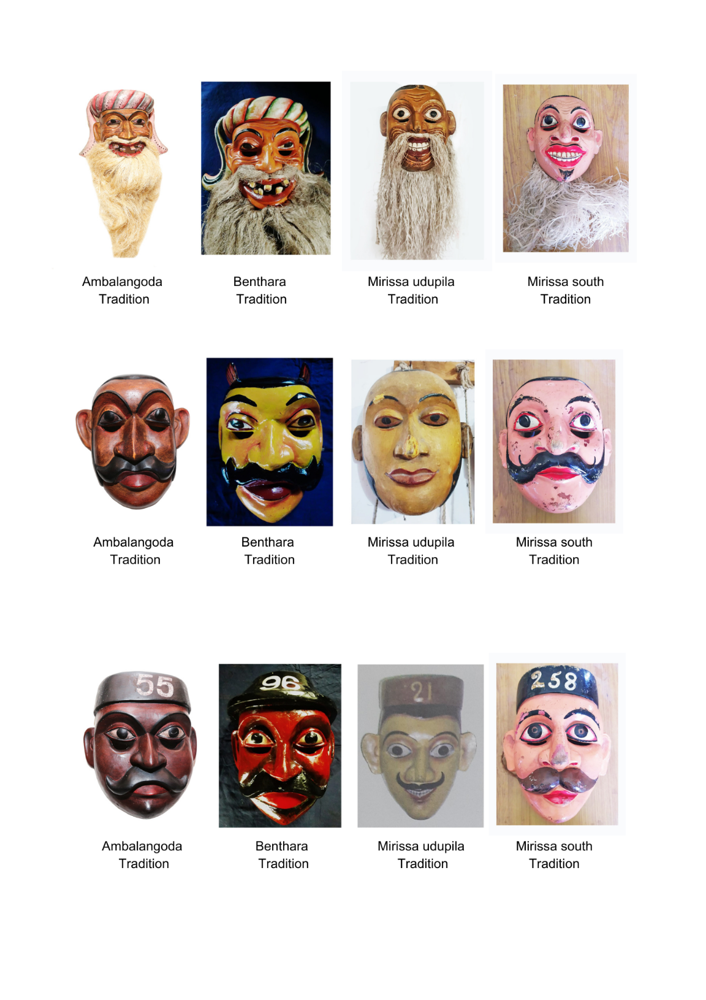 Ambalangoda
Tradition
Benthara
Tradition
Mirissa udupila
Tradition
Mirissa south
Tradition
Ambalangoda
Tradition
Benthara
Tradition
Mirissa udupila
Tradition
Mirissa south
Tradition
55
96
21
258
Ambalangoda
Tradition
Benthara
Tradition
Mirissa udupila
Tradition
Mirissa south
Tradition